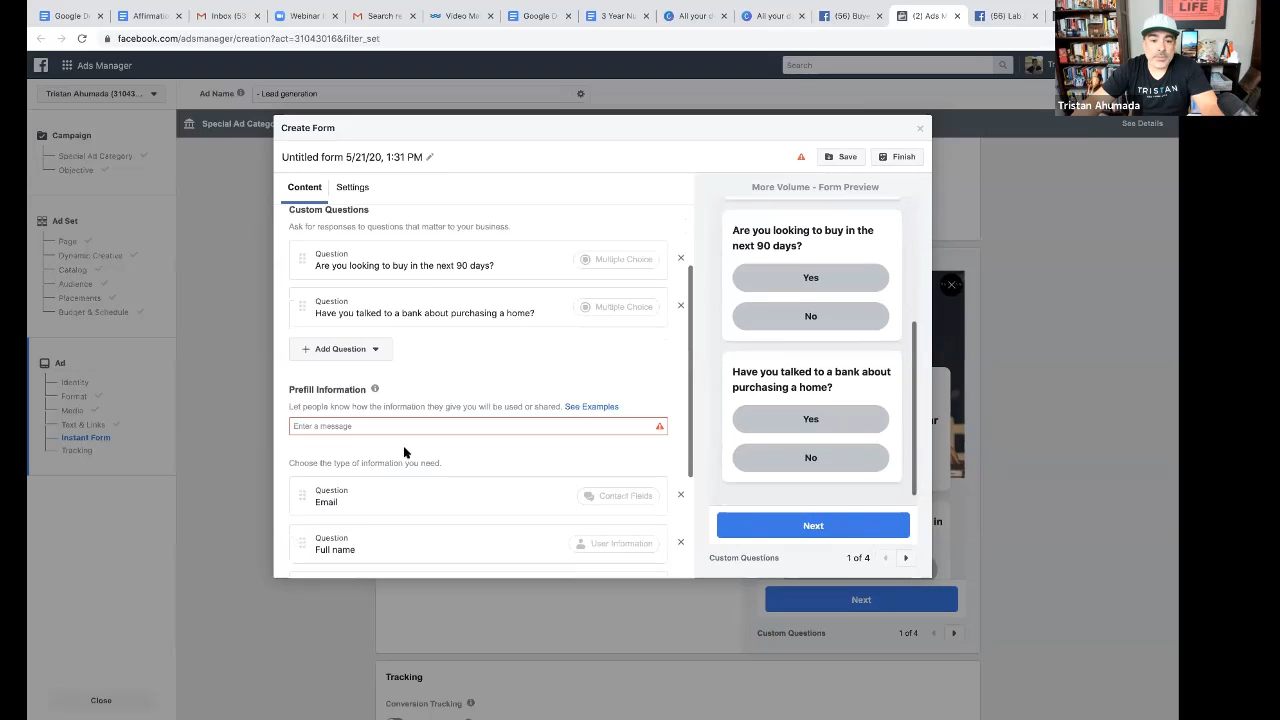 Google D
Affirmatio
Inbox (53
Webinar
Search re
Video Mo
Google D
3 Year Nu
All your d
All your
(56) Buye
(2) Ads M
(56) Lab
facebook.com/adsmanager/creation?act=31043016&filter_set
LIFE
Ads Manager
Search
T
Tristan Ahumada (31043...
Ad Name
- Lead generation
TRISTAN
Tristan Ahumada
Special Ad Catego
See Details
Campaign
Special Ad Category
Objective
Ad Set
Page
Dynamic Creative
Catalog
Audience
Placements
Budget & Schedule
Ad
Identity
Format
Media
Text & Links
Instant Form
Tracking
Close
Create Form
Untitled form 5/21/20, 1:31 PM
Save
Finish
Content
Settings
Custom Questions
Ask for responses to questions that matter to your business.
Question
Are you looking to buy in the next 90 days?
Multiple Choice
Question
Have you talked to a bank about purchasing a home?
Multiple Choice
+ Add Question
Prefill Information
Let people know how the information they give you will be used or shared. See Examples
Enter a message
Choose the type of information you need.
Question
Email
Contact Fields
Question
Full name
User Information
More Volume - Form Preview
Are you looking to buy in the
next 90 days?
Yes
No
Have you talked to a bank about
purchasing a home?
Yes
No
Next
Custom Questions
1 of 4
ur
in
Next
Custom Questions
1 of 4
Tracking
Conversion Tracking